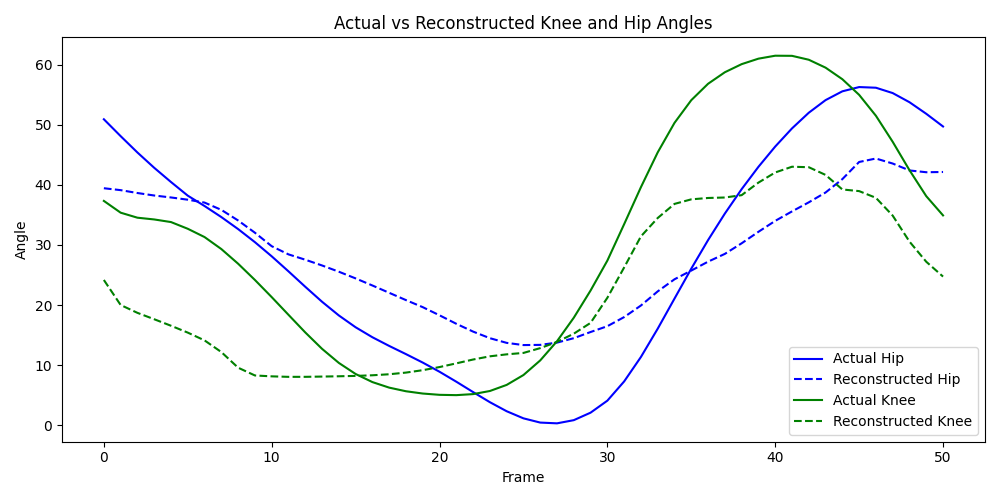 Actual vs Reconstructed Knee and Hip Angles
Angle
60
50
40
30
20
10
0
0 10 20 30 40 50
Frame
Actual Hip
Reconstructed Hip
Actual Knee
Reconstructed Knee